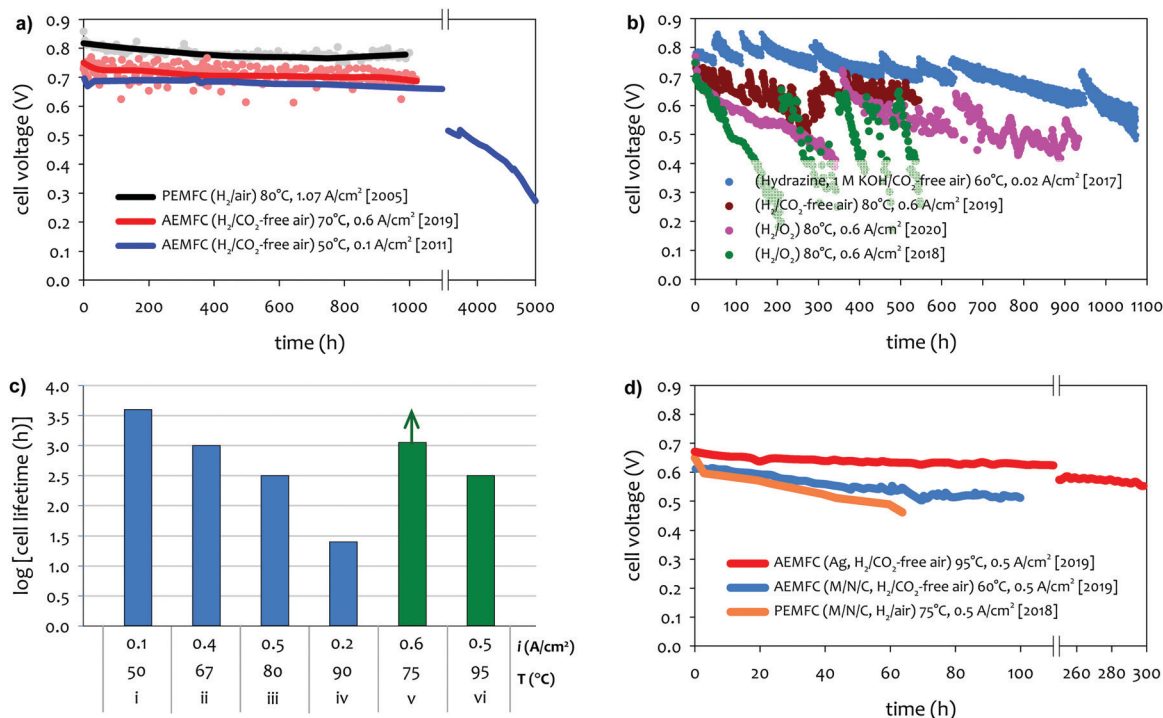 a)
cell voltage (V)
0.9
0.8
0.7
0.6
0.5
0.4
0.3
0.2
0.1
0.0
PEMFC (H₂/air) 80°C, 1.07 A/cm² [2005]
AEMFC (H₂/CO₂-free air) 70°C, 0.6 A/cm² [2019]
AEMFC (H₂/CO₂-free air) 50°C, 0.1 A/cm² [2011]
0 200 400 600 800 1000 4000 5000
time (h)
b)
cell voltage (V)
0.9
0.8
0.7
0.6
0.5
0.4
0.3
0.2
0.1
0.0
(Hydrazine, 1 M KOH/CO₂-free air) 60°C, 0.02 A/cm² [2017]
(H₂/CO₂-free air) 80°C, 0.6 A/cm² [2019]
(H₂/O₂) 80°C, 0.6 A/cm² [2020]
(H₂/O₂) 80°C, 0.6 A/cm² [2018]
0 100 200 300 400 500 600 700 800 900 1000 1100
time (h)
c)
log [cell lifetime (h)]
4.0
3.5
3.0
2.5
2.0
1.5
1.0
0.5
0.0
0.1 0.4 0.5 0.2 0.6 0.5 i (A/cm²)
50 67 80 90 75 95 T (°C)
i ii iii iv v vi
d)
cell voltage (V)
0.9
0.8
0.7
0.6
0.5
0.4
0.3
0.2
0.1
0.0
AEMFC (Ag, H₂/CO₂-free air) 95°C, 0.5 A/cm² [2019]
AEMFC (M/N/C, H₂/CO₂-free air) 60°C, 0.5 A/cm² [2019]
PEMFC (M/N/C, H₂/air) 75°C, 0.5 A/cm² [2018]
0 20 40 60 80 100 260 280 300
time (h)